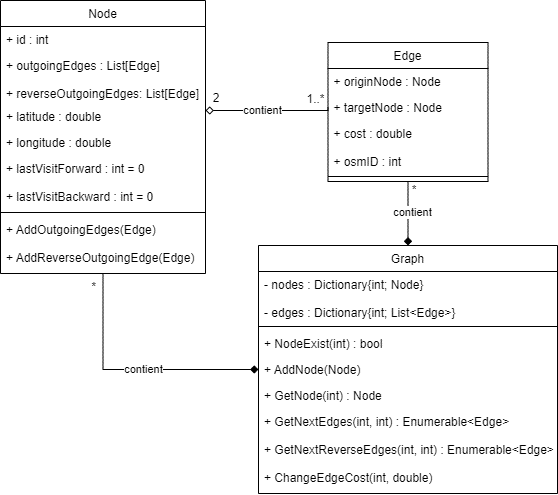 Node
+ id : int
+ outgoingEdges : List[Edge]
+ reverseOutgoingEdges: List[Edge]
+ latitude : double
+ longitude : double
+ lastVisitForward : int = 0
+ lastVisitBackward : int = 0
+ AddOutgoingEdges(Edge)
+ AddReverseOutgoingEdge(Edge)
2
contient
1..*
Edge
+ originNode : Node
+ targetNode : Node
+ cost : double
+ osmID : int
*
contient
*
contient
Graph
- nodes : Dictionary{int; Node}
- edges : Dictionary{int; List<Edge>}
+ NodeExist(int) : bool
+ AddNode(Node)
+ GetNode(int) : Node
+ GetNextEdges(int, int) : Enumerable<Edge>
+ GetNextReverseEdges(int, int) : Enumerable<Edge>
+ ChangeEdgeCost(int, double)